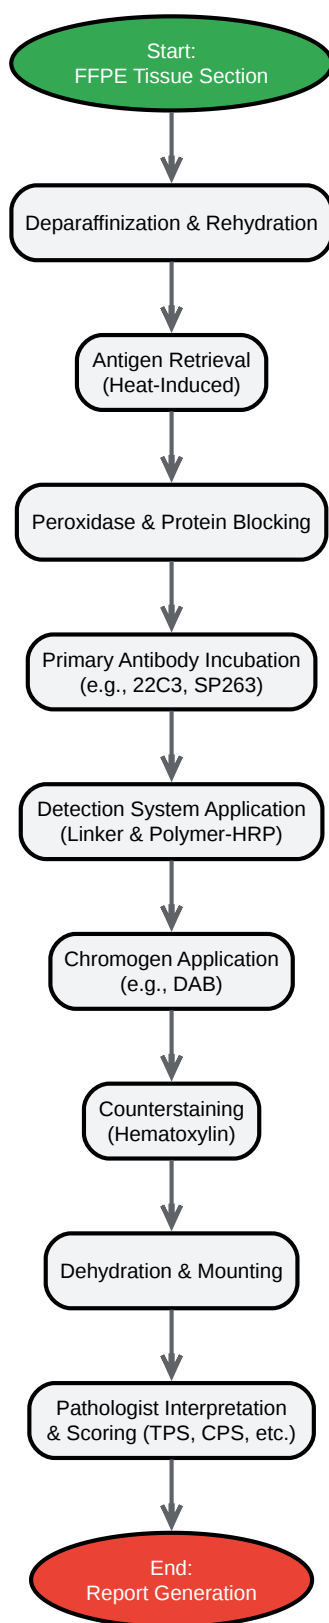 Start:
FFPE Tissue Section
Deparaffinization & Rehydration
Antigen Retrieval
(Heat-Induced)
Peroxidase & Protein Blocking
Primary Antibody Incubation
(e.g., 22C3, SP263)
Detection System Application
(Linker & Polymer-HRP)
Chromogen Application
(e.g., DAB)
Counterstaining
(Hematoxylin)
Dehydration & Mounting
Pathologist Interpretation
& Scoring (TPS, CPS, etc.)
End:
Report Generation